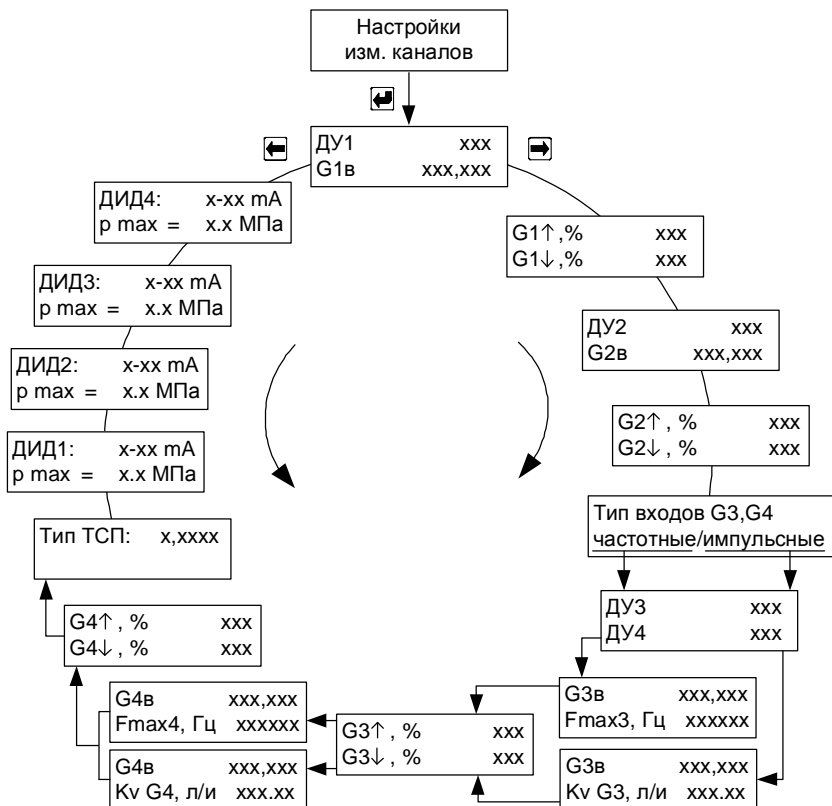 Настройки
изм. каналов
ДУ1 xxx
G1в xxx,xxx
G1↑,% xxx
G1↓,% xxx
ДУ2 xxx
G2в xxx,xxx
G2↑ , % xxx
G2↓ , % xxx
Тип входов G3,G4
частотные/импульсные
ДУ3 xxx
ДУ4 xxx
G3в xxx,xxx
Fmax3, Гц xxxxxx
G3в xxx,xxx
Kv G3, л/и xxx.xx
G3↑ , % xxx
G3↓ , % xxx
G4в xxx,xxx
Fmax4, Гц xxxxxx
G4в xxx,xxx
Kv G4, л/и xxx.xx
G4↑ , % xxx
G4↓ , % xxx
Тип ТСП: x,xxxx
ДИД1: x-xx mA
p max = x.x МПа
ДИД2: x-xx mA
p max = x.x МПа
ДИД3: x-xx mA
p max = x.x МПа
ДИД4: x-xx mA
p max = x.x МПа